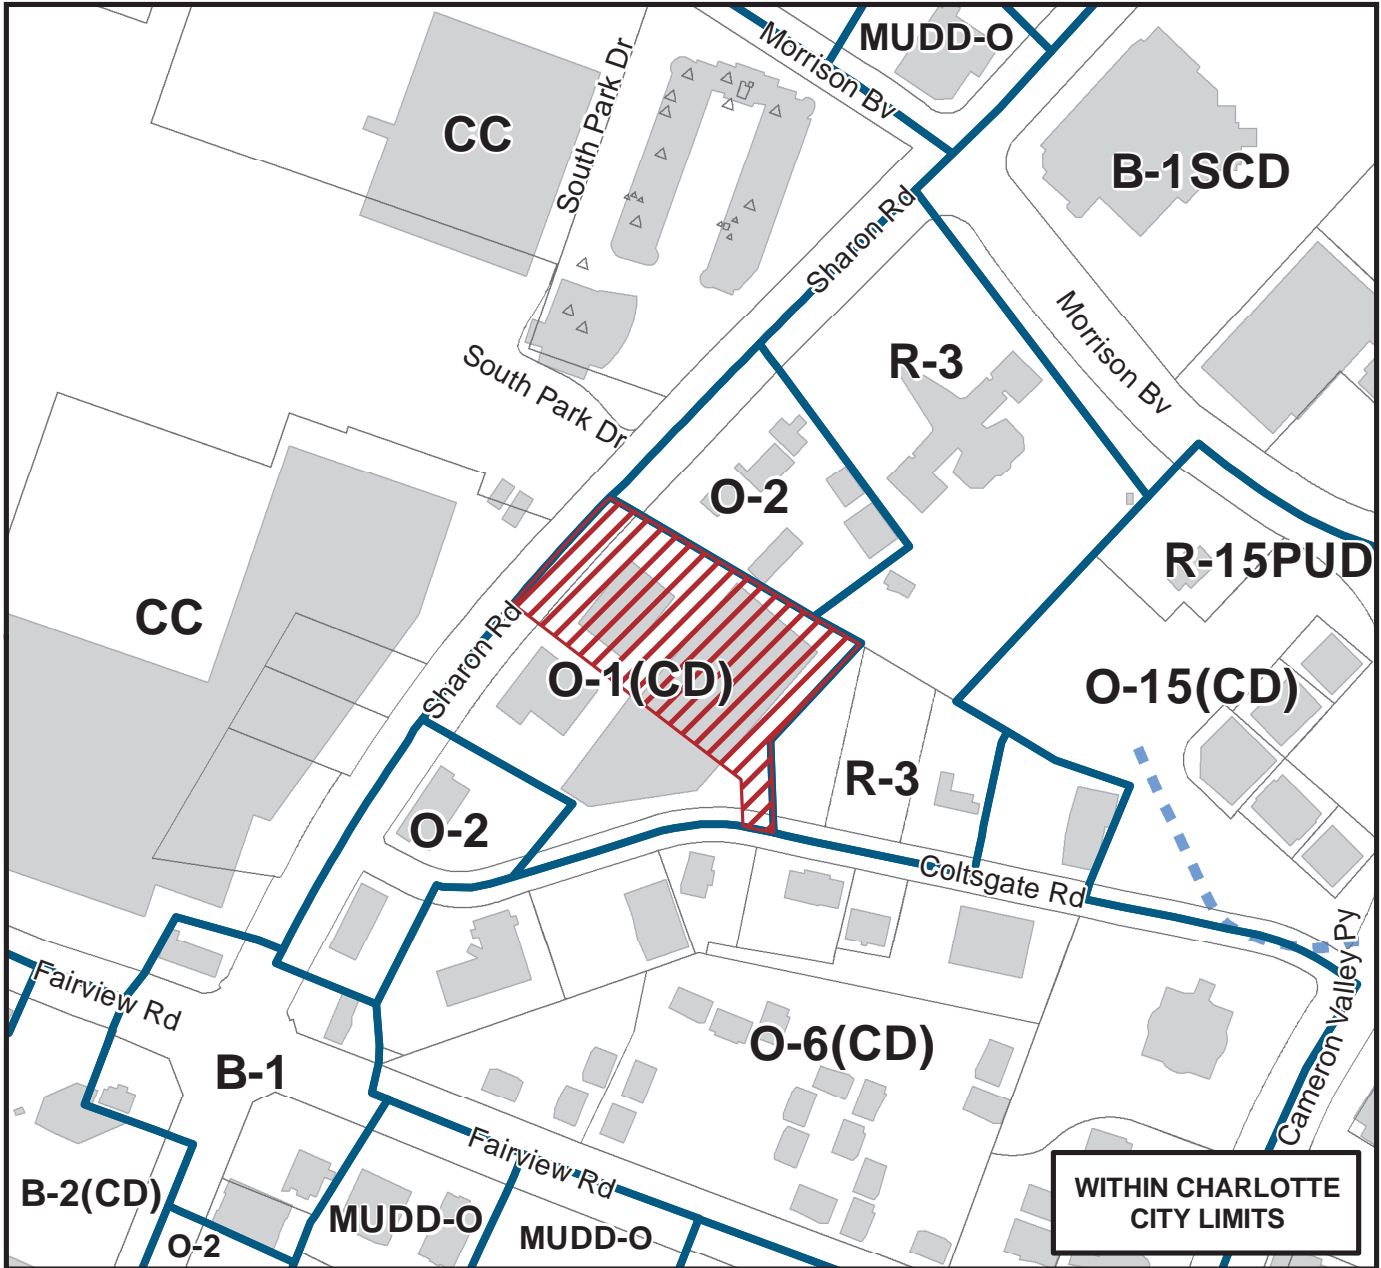 MUDD-O
Morrison Bv
South Park Dr
CC
B-1SCD
Sharon Rd
Morrison Bv
South Park Dr
R-3
O-2
R-15PUD
CC
Sharon Rd
O-1(CD)
O-15(CD)
R-3
O-2
Coltsgate Rd
Cameron Valley Py
Fairview Rd
O-6(CD)
B-1
Fairview Rd
B-2(CD)
MUDD-O
MUDD-O
O-2
WITHIN CHARLOTTE
CITY LIMITS